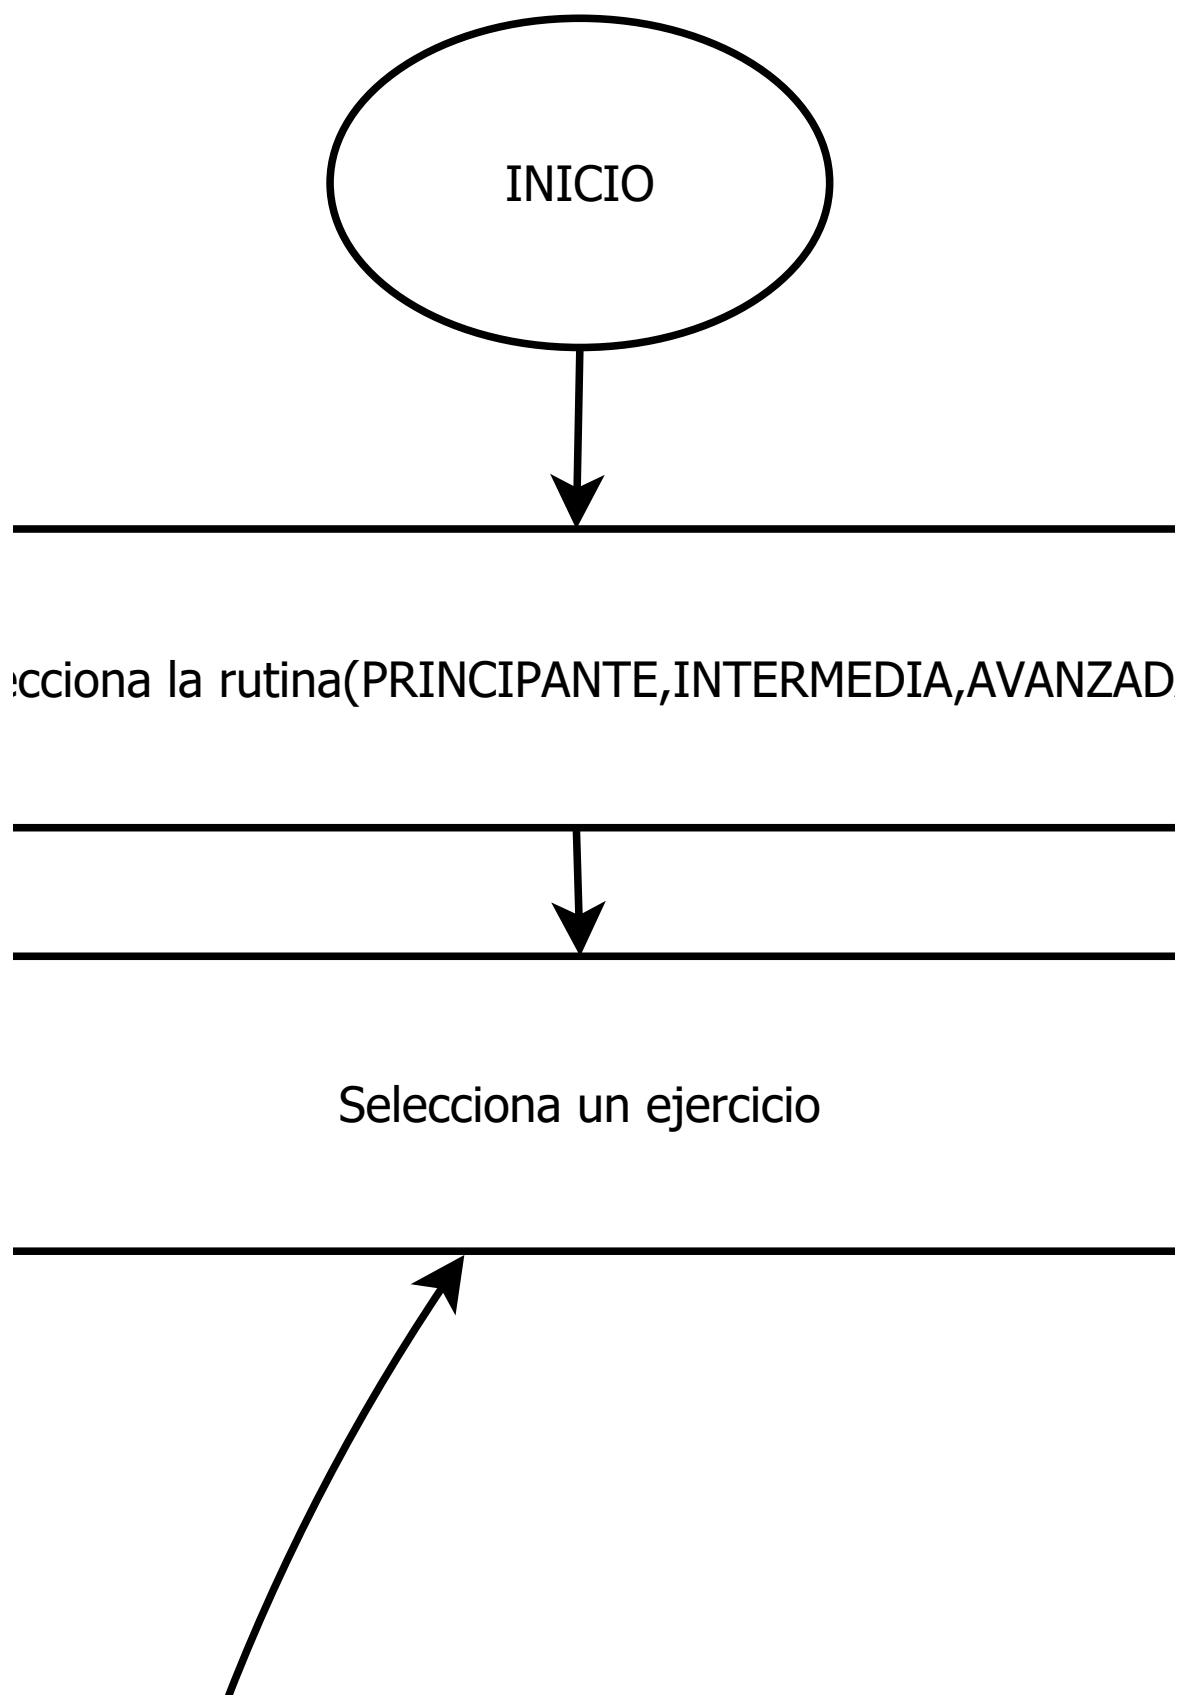 INICIO
ecciona la rutina(PRINCIPANTE,INTERMEDIA,AVANZAD
Selecciona un ejercicio